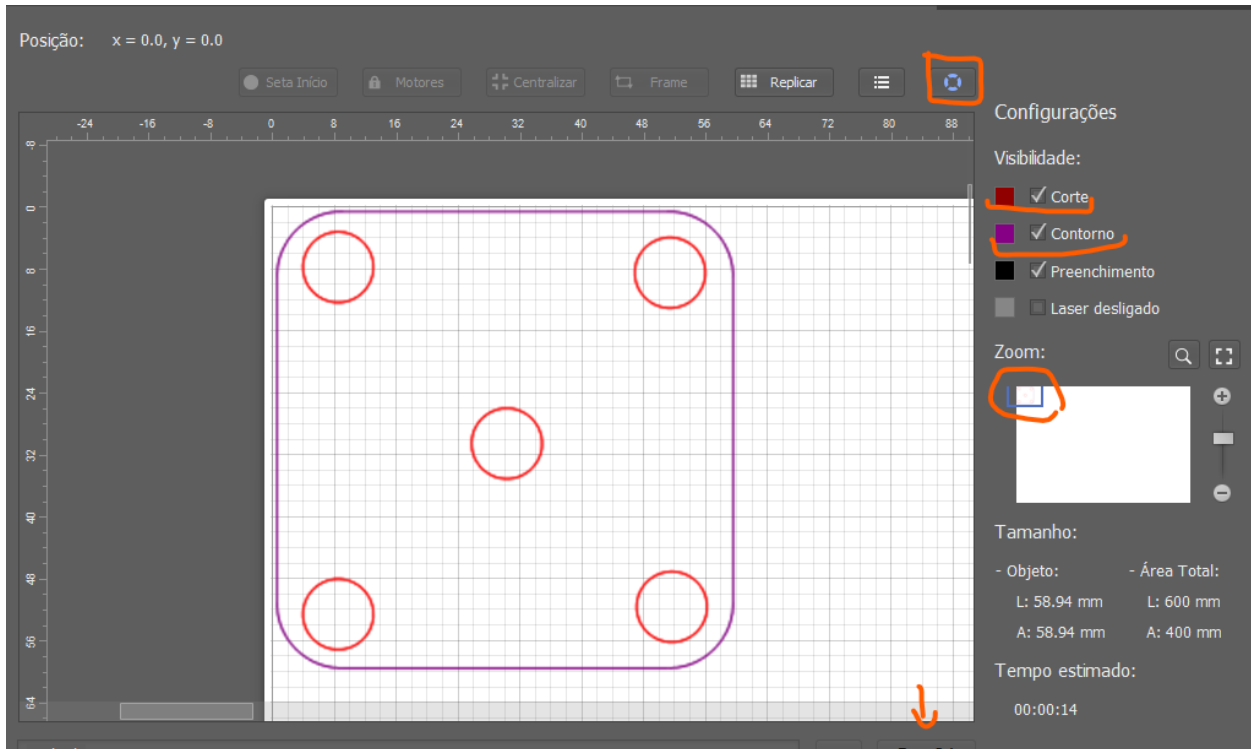 Posição: x = 0.0, y = 0.0
Seta Início Motores Centralizar Frame Replicar
Configurações
-24 -16 -8 0 8 16 24 32 40 48 56 64 72 80 88
Visibilidade:
-8
Corte
0
Contorno
8
Preenchimento
Laser desligado
16
Zoom:
24
32
40
Tamanho:
- Objeto: - Área Total:
48
L: 58.94 mm L: 600 mm
A: 58.94 mm A: 400 mm
56
Tempo estimado:
64
00:00:14